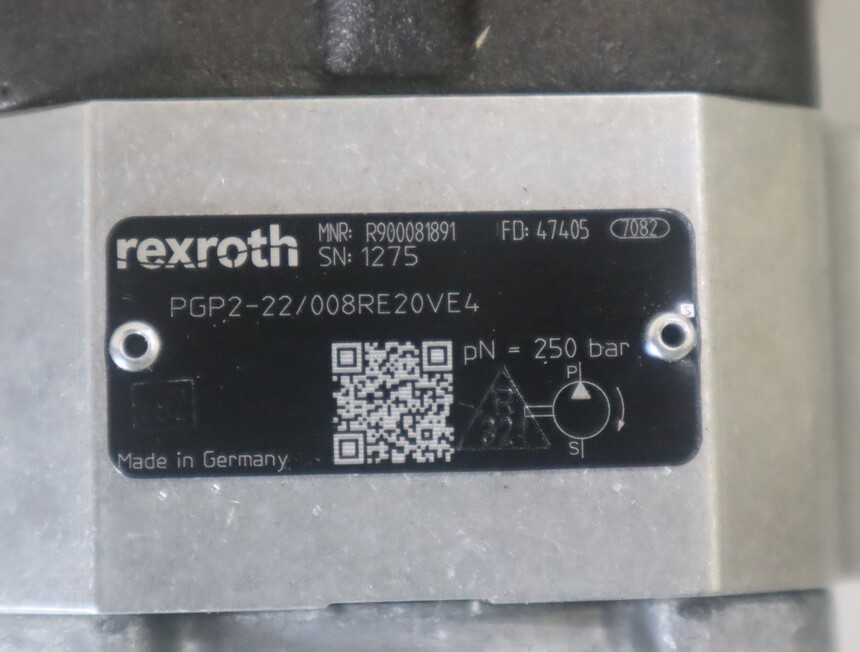 rexroth
MNR: R900081891 FD: 47405 7082
SN: 1275
PGP2-22/008RE20VE4
pN = 250 bar
P
S
Made in Germany